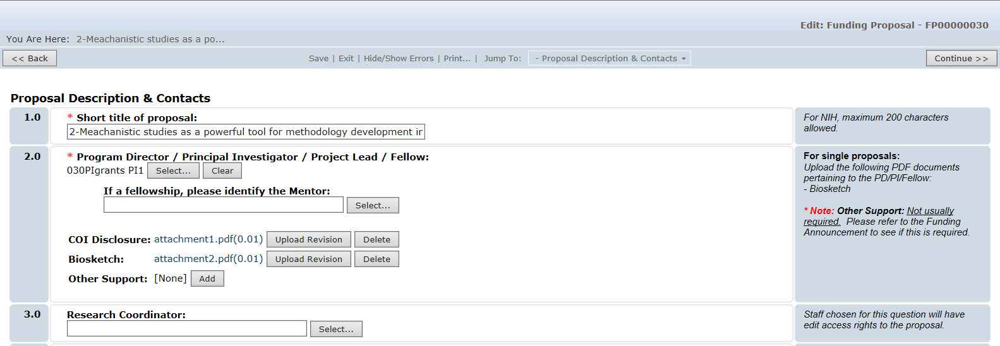 Edit: Funding Proposal - FP00000030
You Are Here: 2-Meachanistic studies as a po...
<< Back
Save | Exit | Hide/Show Errors | Print... | Jump To: - Proposal Description & Contacts
Continue >>
Proposal Description & Contacts
1.0
* Short title of proposal:
2-Meachanistic studies as a powerful tool for methodology development ir
For NIH, maximum 200 characters
allowed.
2.0
* Program Director / Principal Investigator / Project Lead / Fellow:
030PIgrants PI1 Select... Clear
If a fellowship, please identify the Mentor:
Select...
COI Disclosure: attachment1.pdf(0.01) Upload Revision Delete
Biosketch: attachment2.pdf(0.01) Upload Revision Delete
Other Support: [None] Add
For single proposals:
Upload the following PDF documents
pertaining to the PD/PI/Fellow:
- Biosketch
* Note: Other Support: Not usually
required. Please refer to the Funding
Announcement to see if this is required.
3.0
Research Coordinator:
Select...
Staff chosen for this question will have
edit access rights to the proposal.